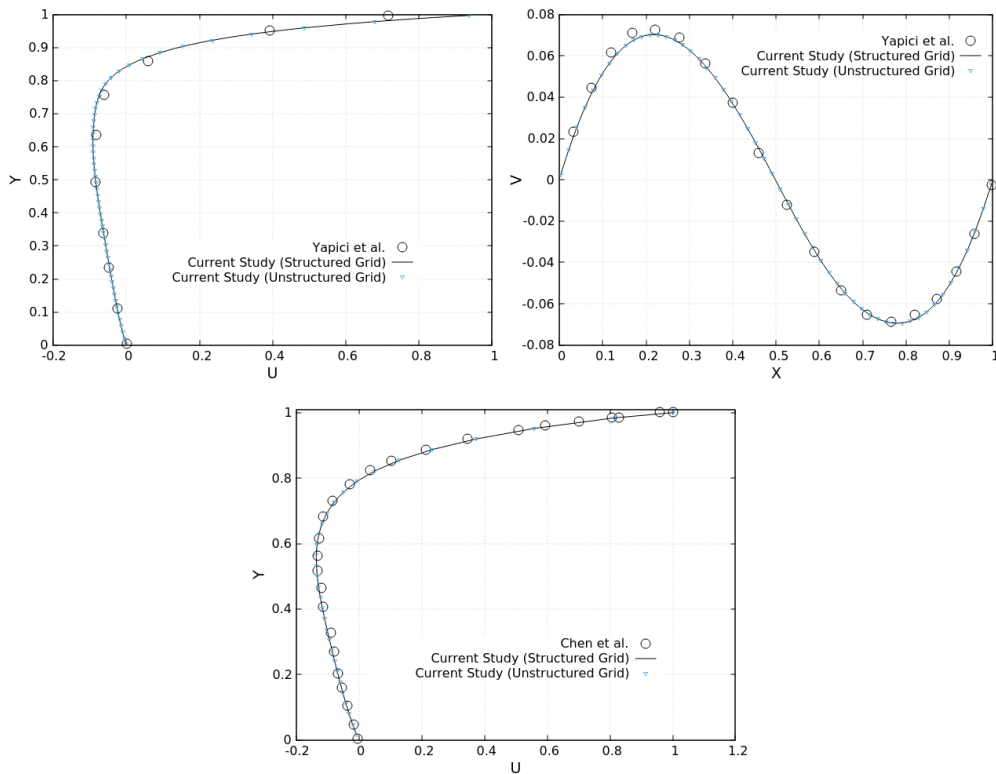 1
0.9
0.8
0.7
0.6
0.5
0.4
0.3
0.2
0.1
0
Y
-0.2 0 0.2 0.4 0.6 0.8 1
U
Yapici et al.
Current Study (Structured Grid)
Current Study (Unstructured Grid)
0.08
0.06
0.04
0.02
0
-0.02
-0.04
-0.06
-0.08
V
0 0.1 0.2 0.3 0.4 0.5 0.6 0.7 0.8 0.9 1
X
Yapici et al.
Current Study (Structured Grid)
Current Study (Unstructured Grid)
1
0.8
0.6
0.4
0.2
0
Y
-0.2 0 0.2 0.4 0.6 0.8 1 1.2
U
Chen et al.
Current Study (Structured Grid)
Current Study (Unstructured Grid)